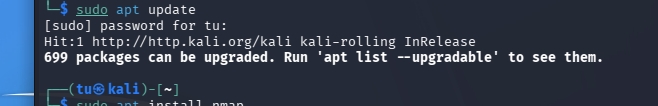 └─$ sudo apt update
[sudo] password for tu:
Hit:1 http://http.kali.org/kali kali-rolling InRelease
699 packages can be upgraded. Run 'apt list --upgradable' to see them.
┌──(tu㉿kali)-[~]
└─$ sudo apt install nmap